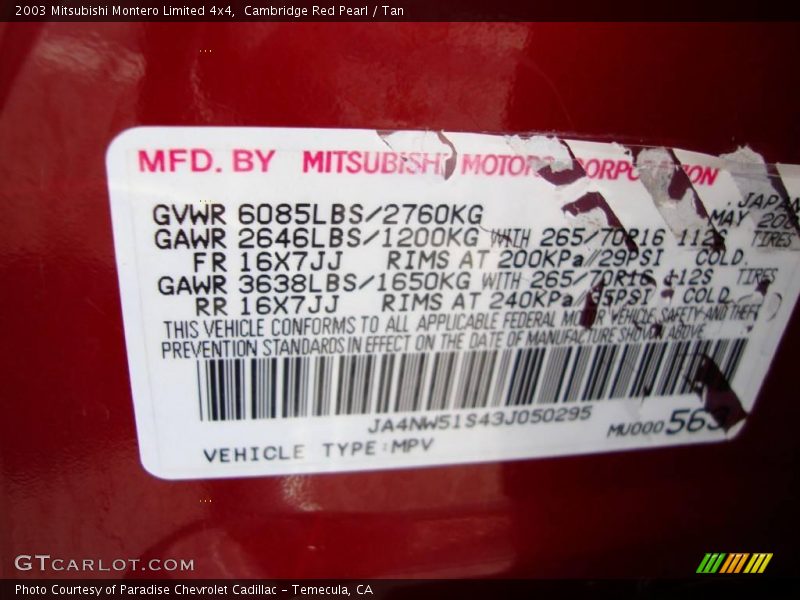 2003 Mitsubishi Montero Limited 4x4, Cambridge Red Pearl / Tan
MFD. BY MITSUBISHI MOTORS CORPORATION
JAPAN
GVWR 6085LBS/2760KG MAY
GAWR 2646LBS/1200KG WITH 265/70R16 112S TIRES
FR 16X7JJ RIMS AT 200KPa//29PSI COLD.
GAWR 3638LBS/1650KG WITH 265/70R16 112S TIRES
RR 16X7JJ RIMS AT 240KPa/35PSI COLD.
THIS VEHICLE CONFORMS TO ALL APPLICABLE FEDERAL MOTOR VEHICLE SAFETY AND THEFT
PREVENTION STANDARDS IN EFFECT ON THE DATE OF MANUFACTURE SHOWN ABOVE.
JA4NW51S43J050295
MU000563
VEHICLE TYPE:MPV
GTCARLOT.COM
Photo Courtesy of Paradise Chevrolet Cadillac - Temecula, CA